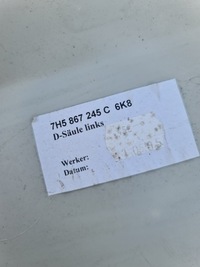 7H5 867 245 C 6K8
D-Säule links
Werker:
Datum: